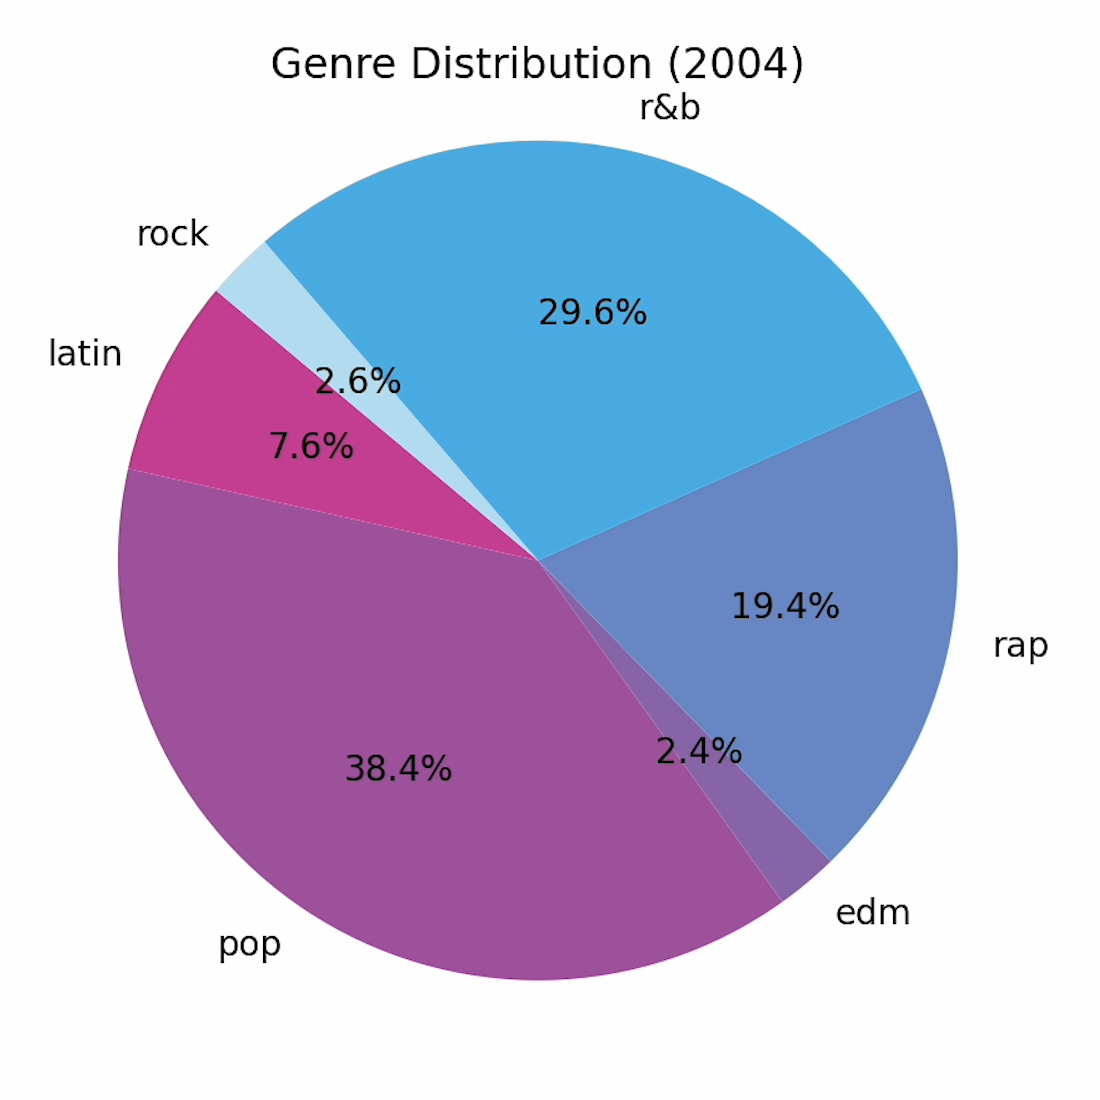 Genre Distribution (2004)
r&b
rock
29.6%
latin
2.6%
7.6%
19.4%
rap
2.4%
38.4%
edm
pop